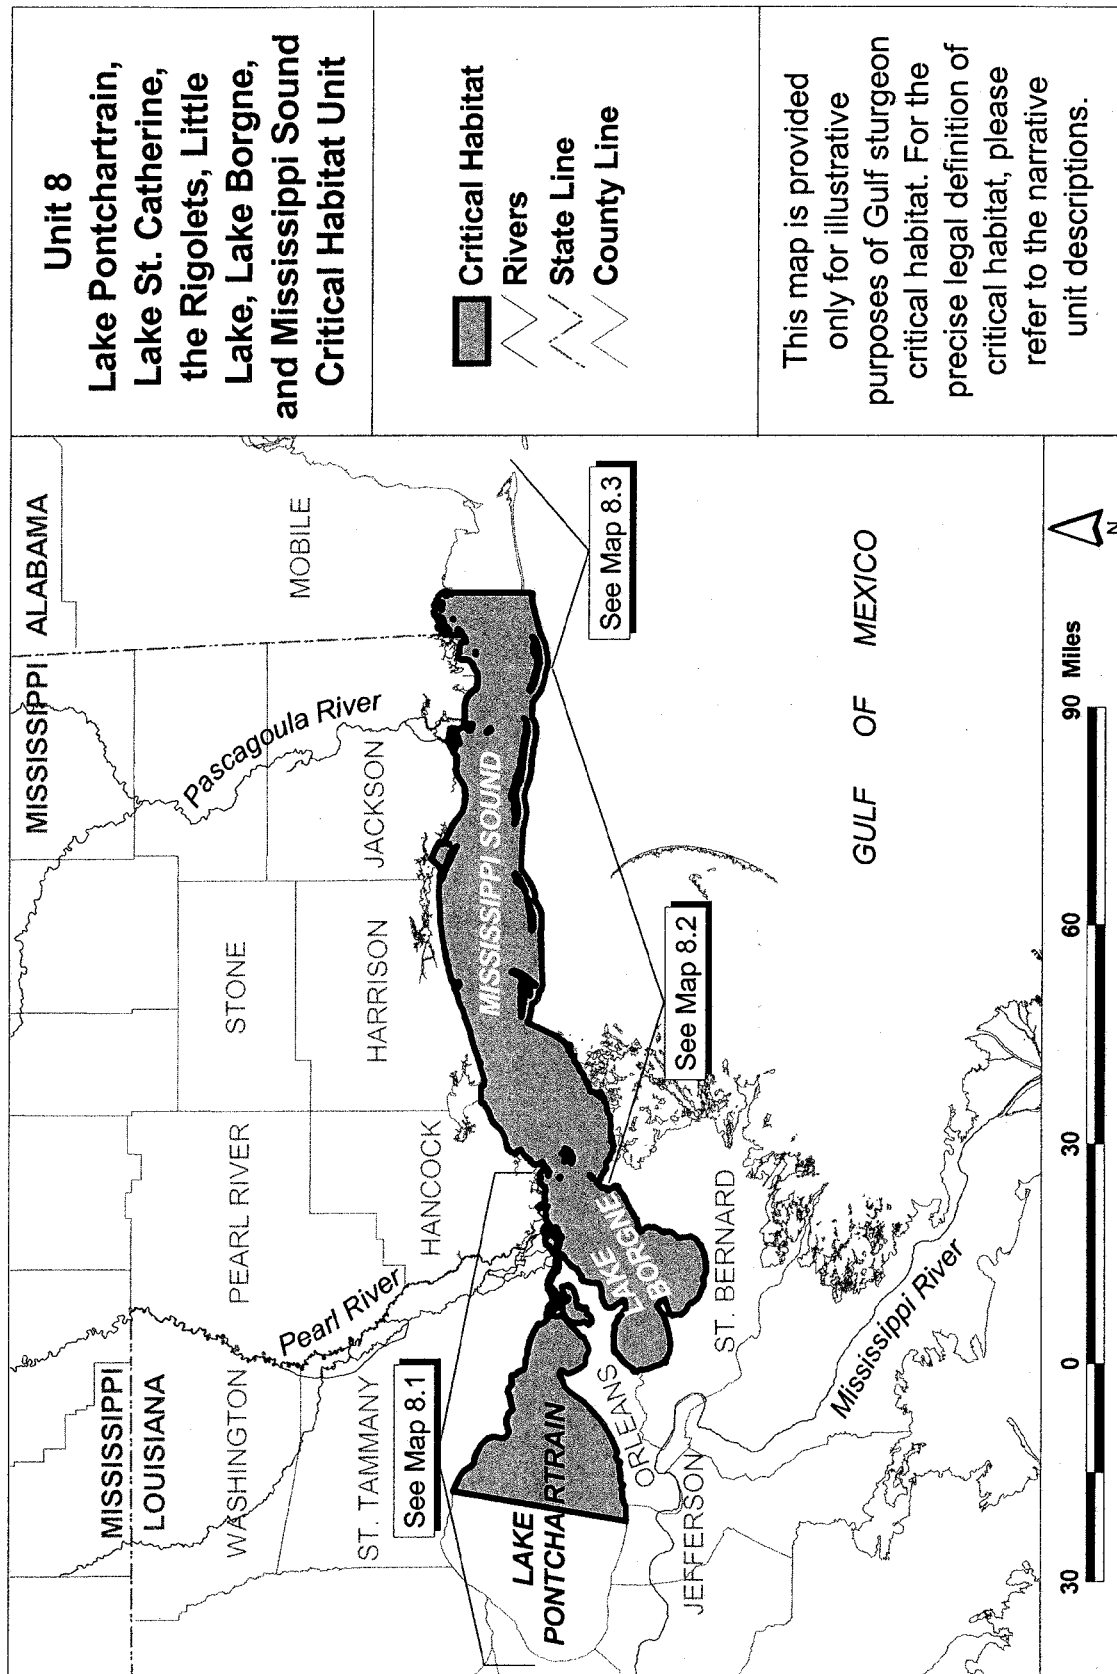 Unit 8
Lake Pontchartrain,
Lake St. Catherine,
the Rigolets, Little
Lake, Lake Borgne,
and Mississippi Sound
Critical Habitat Unit
Critical Habitat
Rivers
State Line
County Line
This map is provided
only for illustrative
purposes of Gulf sturgeon
critical habitat. For the
precise legal definition of
critical habitat, please
refer to the narrative
unit descriptions.
MISSISSIPPI
LOUISIANA
MISSISSIPPI
ALABAMA
WASHINGTON
PEARL RIVER
STONE
Pascagoula River
MOBILE
Pearl River
ST. TAMMANY
HANCOCK
HARRISON
JACKSON
See Map 8.1
LAKE
PONTCHARTRAIN
MISSISSIPPI SOUND
LAKE
BORGNE
ORLEANS
JEFFERSON
ST. BERNARD
See Map 8.2
See Map 8.3
Mississippi River
GULF OF MEXICO
30 0 30 60 90 Miles
N